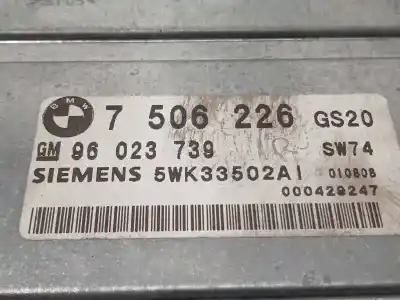 BMW
7 506 226 GS20
GM 96 023 739 SW74
SIEMENS 5WK33502AI 010808
000429247